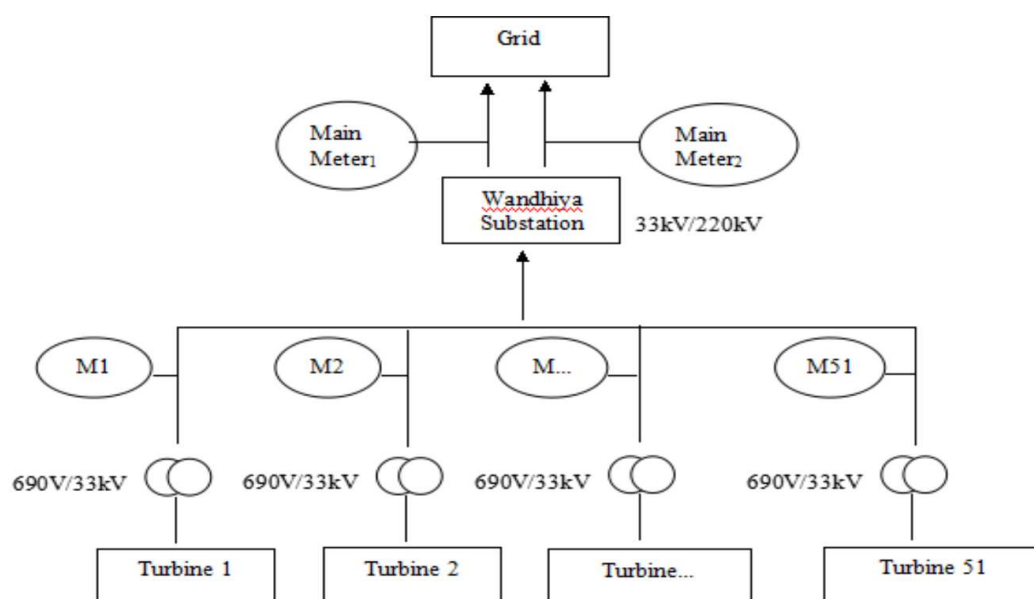 Grid
Main
Meter₁
Main
Meter₂
Wandhiya
Substation
33kV/220kV
M1
M2
M...
M51
690V/33kV
690V/33kV
690V/33kV
690V/33kV
Turbine 1
Turbine 2
Turbine...
Turbine 51